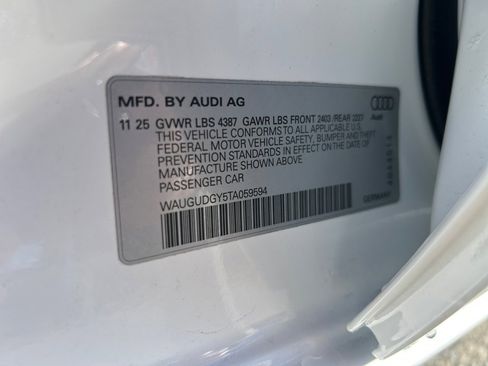 MFD. BY AUDI AG
11 25 GVWR LBS 4387 GAWR LBS FRONT 2403 /REAR 2227
THIS VEHICLE CONFORMS TO ALL APPLICABLE U.S.
FEDERAL MOTOR VEHICLE SAFETY, BUMPER AND THEFT
PREVENTION STANDARDS IN EFFECT ON THE DATE OF
MANUFACTURE SHOWN ABOVE
PASSENGER CAR
WAUGUDGY5TA059594
GERMANY